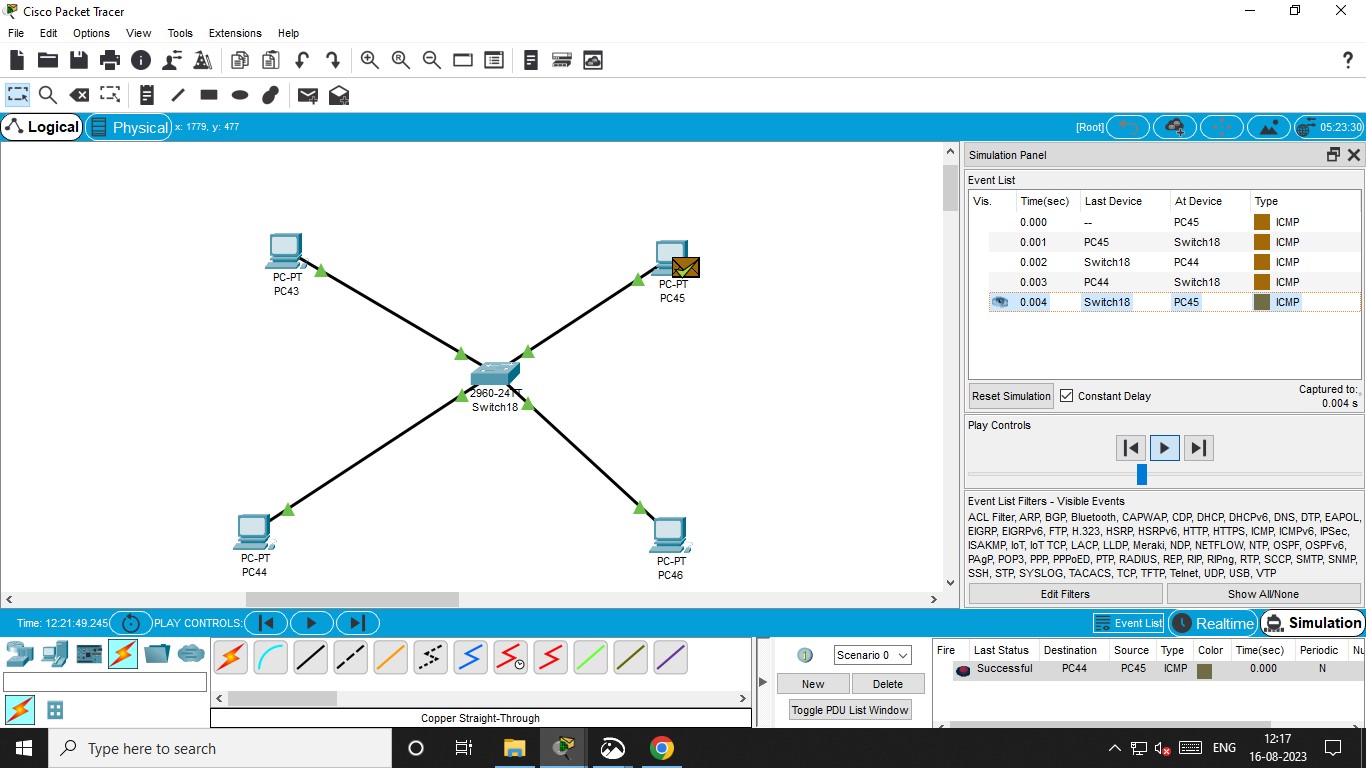 Cisco Packet Tracer
File Edit Options View Tools Extensions Help
?
Logical Physical x: 1779, y: 477 [Root] 05:23:30
Simulation Panel
Event List
Vis. Time(sec) Last Device At Device Type
0.000 -- PC45 ICMP
0.001 PC45 Switch18 ICMP
0.002 Switch18 PC44 ICMP
0.003 PC44 Switch18 ICMP
0.004 Switch18 PC45 ICMP
Reset Simulation Constant Delay Captured to:
0.004 s
Play Controls
Event List Filters - Visible Events
ACL Filter, ARP, BGP, Bluetooth, CAPWAP, CDP, DHCP, DHCPv6, DNS, DTP, EAPOL,
EIGRP, EIGRPv6, FTP, H.323, HSRP, HSRPv6, HTTP, HTTPS, ICMP, ICMPv6, IPSec,
ISAKMP, IoT, IoT TCP, LACP, LLDP, Meraki, NDP, NETFLOW, NTP, OSPF, OSPFv6,
PAgP, POP3, PPP, PPPoED, PTP, RADIUS, REP, RIP, RIPng, RTP, SCCP, SMTP, SNMP,
SSH, STP, SYSLOG, TACACS, TCP, TFTP, Telnet, UDP, USB, VTP
Edit Filters Show All/None
PC-PT
PC43
PC-PT
PC45
2960-24TT
Switch18
PC-PT
PC44
PC-PT
PC46
Time: 12:21:49.245 PLAY CONTROLS: Event List Realtime Simulation
Copper Straight-Through
Scenario 0
New Delete
Toggle PDU List Window
Fire Last Status Destination Source Type Color Time(sec) Periodic Nu
Successful PC44 PC45 ICMP 0.000 N
Type here to search
ENG
12:17
16-08-2023